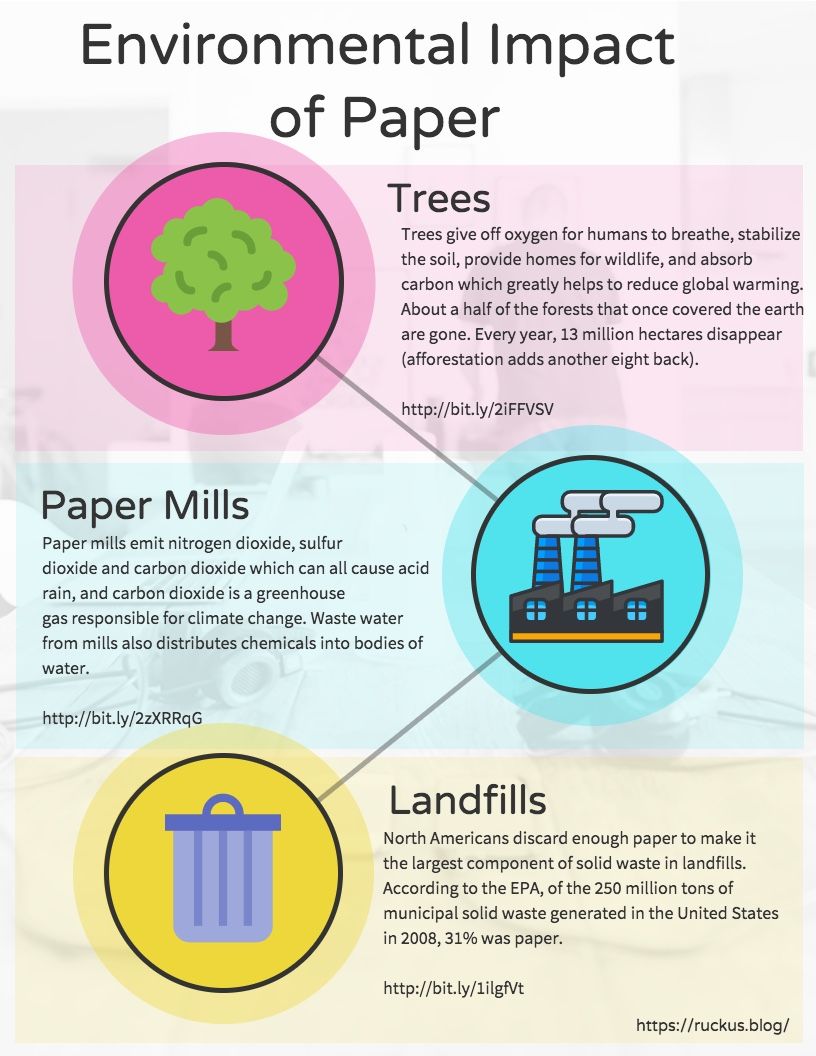 Environmental Impact
of Paper
Trees
Trees give off oxygen for humans to breathe, stabilize
the soil, provide homes for wildlife, and absorb
carbon which greatly helps to reduce global warming.
About a half of the forests that once covered the earth
are gone. Every year, 13 million hectares disappear
(afforestation adds another eight back).
http://bit.ly/2iFFVSV
Paper Mills
Paper mills emit nitrogen dioxide, sulfur
dioxide and carbon dioxide which can all cause acid
rain, and carbon dioxide is a greenhouse
gas responsible for climate change. Waste water
from mills also distributes chemicals into bodies of
water.
http://bit.ly/2zXRRqG
Landfills
North Americans discard enough paper to make it
the largest component of solid waste in landfills.
According to the EPA, of the 250 million tons of
municipal solid waste generated in the United States
in 2008, 31% was paper.
http://bit.ly/1ilgfVt
https://ruckus.blog/